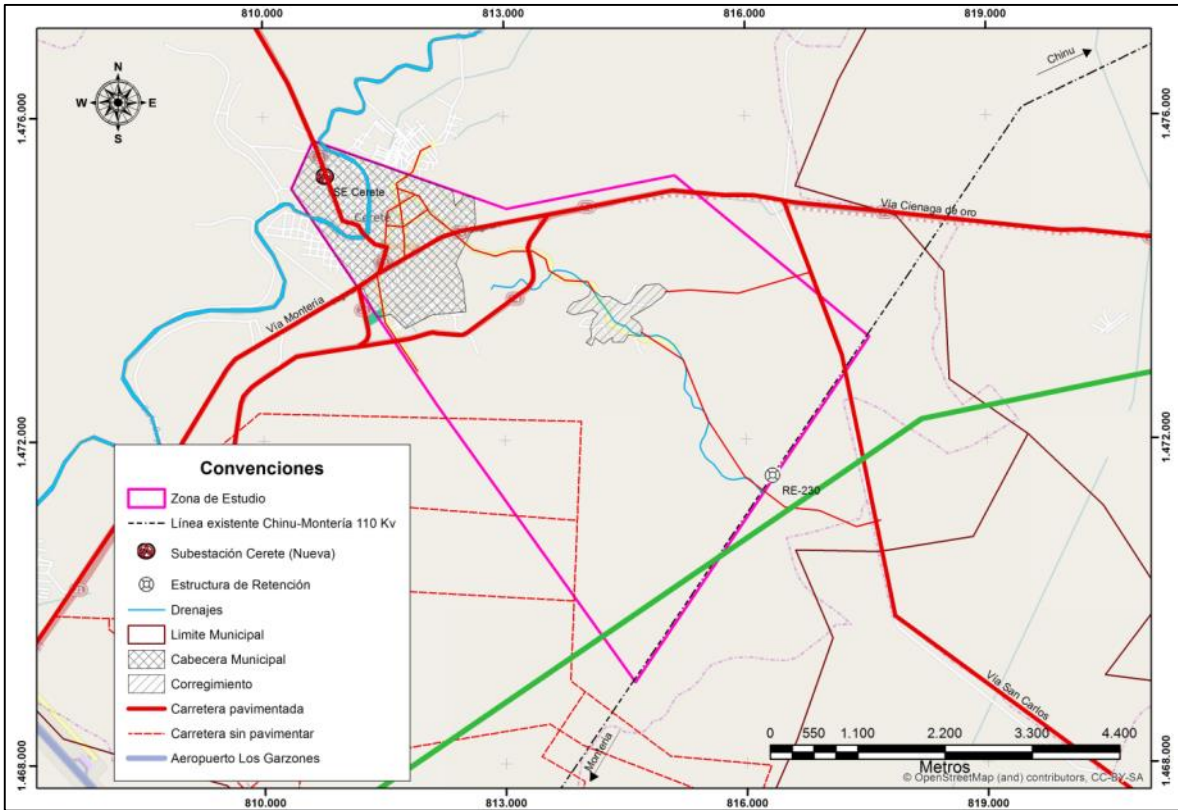 810.000 813.000 816.000 819.000
1.476.000
1.476.000
N
W E
S
Chinu
SE Cerete
Cereté
Vía Cienaga de oro
Vía Montería
1.472.000
1.472.000
RE-230
Convenciones
Zona de Estudio
Línea existente Chinu-Montería 110 Kv
Subestación Cerete (Nueva)
Estructura de Retención
Drenajes
Limite Municipal
Cabecera Municipal
Corregimiento
Carretera pavimentada
Carretera sin pavimentar
Aeropuerto Los Garzones
Vía San Carlos
Montería
0 550 1.100 2.200 3.300 4.400
Metros
© OpenStreetMap (and) contributors, CC-BY-SA
1.468.000
1.468.000
810.000 813.000 816.000 819.000